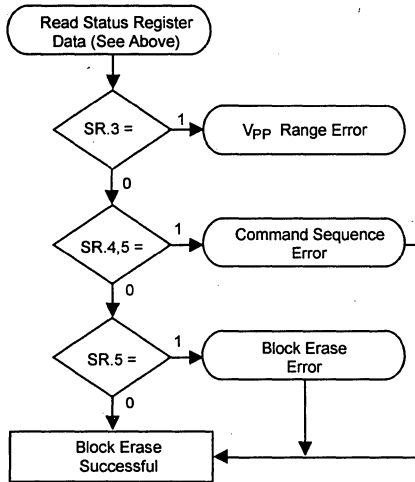 Read Status Register
Data (See Above)
SR.3 =
1
VPP Range Error
0
SR.4,5 =
1
Command Sequence
Error
0
SR.5 =
1
Block Erase
Error
0
Block Erase
Successful